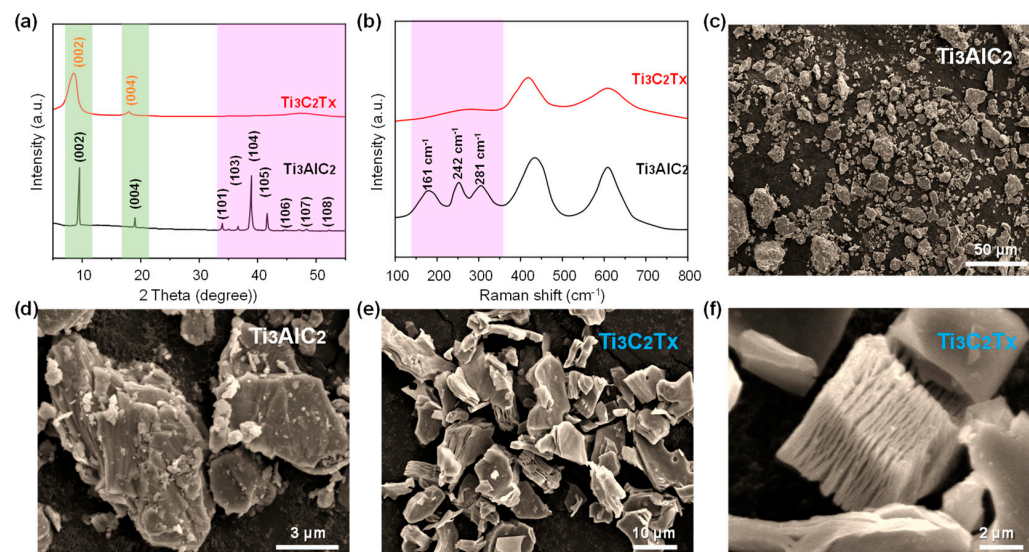 (a)
(002)
(004)
Ti3C2Tx
(002)
(004)
Ti3AlC2
(101)
(103)
(104)
(105)
(106)
(107)
(108)
Intensity (a.u.)
10 20 30 40 50
2 Theta (degree))
(b)
Ti3C2Tx
161 cm-1
242 cm-1
281 cm-1
Ti3AlC2
Intensity (a.u.)
100 200 300 400 500 600 700 800
Raman shift (cm-1)
(c)
Ti3AlC2
50 µm
(d)
Ti3AlC2
3 µm
(e)
Ti3C2Tx
10 µm
(f)
Ti3C2Tx
2 µm